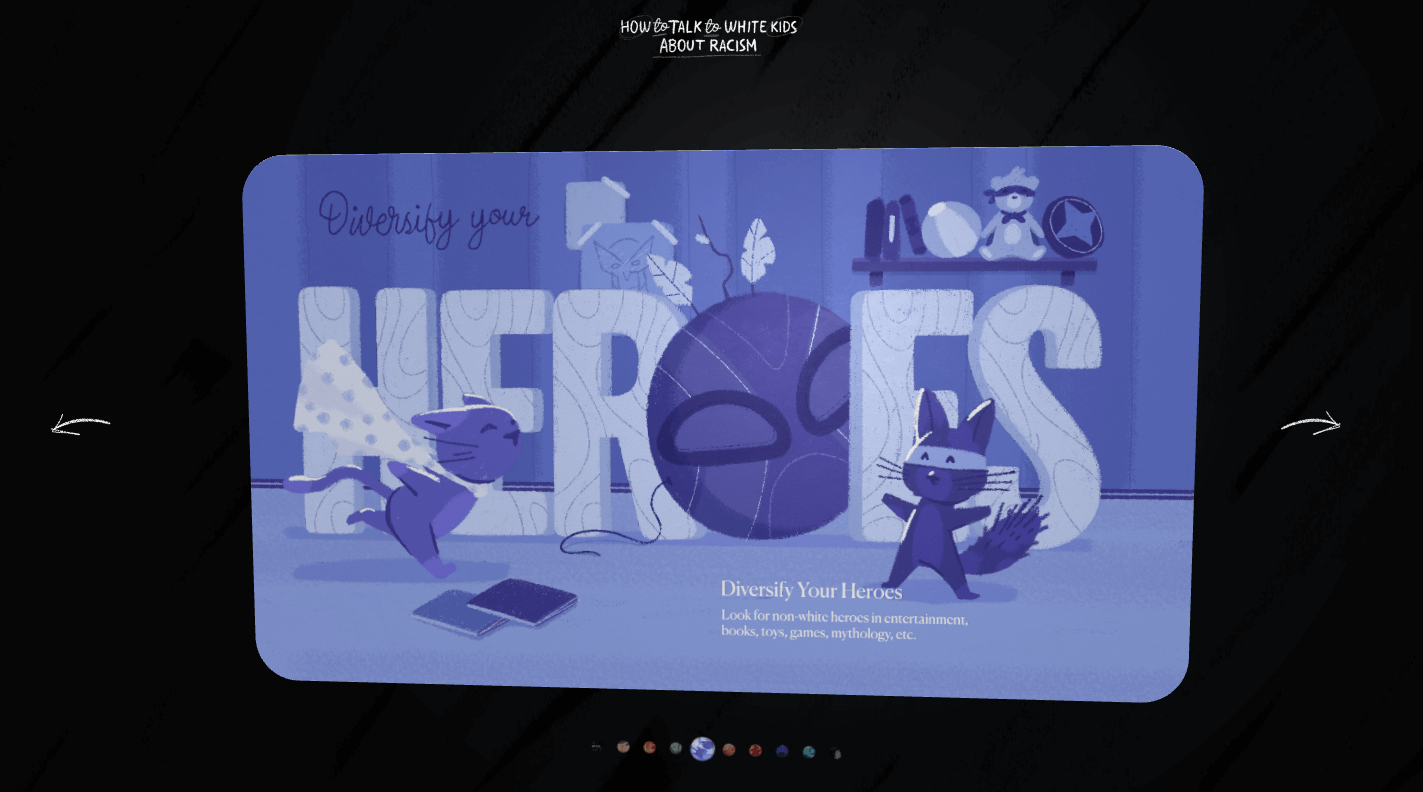 HOW to TALK to WHITE KIDS
ABOUT RACISM
Diversify your
HEROES
Diversify Your Heroes
Look for non-white heroes in entertainment,
books, toys, games, mythology, etc.